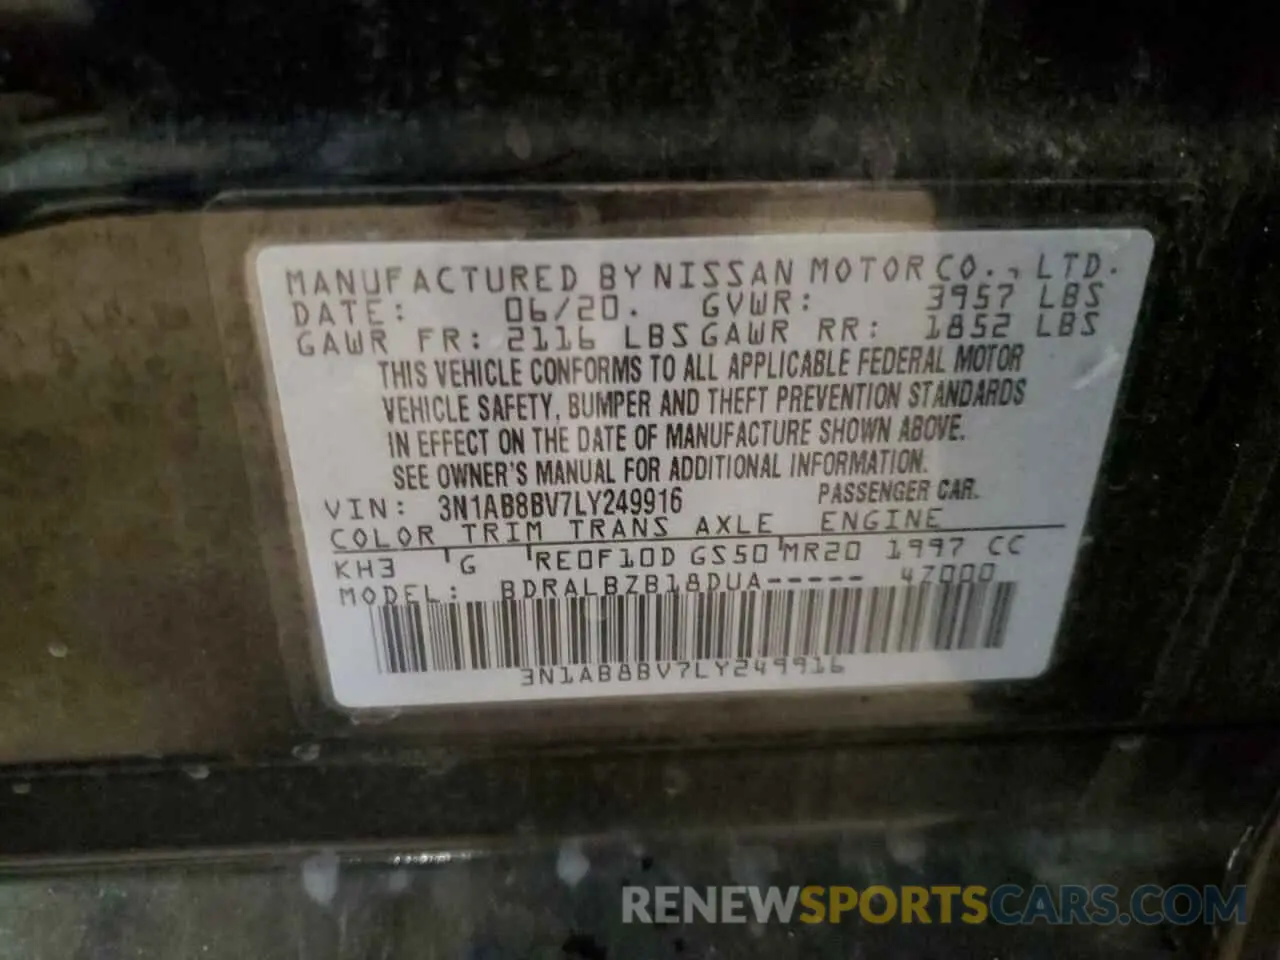 MANUFACTURED BY NISSAN MOTOR CO., LTD.
DATE: 06/20. GVWR: 3957 LBS
GAWR FR: 2116 LBS GAWR RR: 1852 LBS
THIS VEHICLE CONFORMS TO ALL APPLICABLE FEDERAL MOTOR
VEHICLE SAFETY, BUMPER AND THEFT PREVENTION STANDARDS
IN EFFECT ON THE DATE OF MANUFACTURE SHOWN ABOVE.
SEE OWNER'S MANUAL FOR ADDITIONAL INFORMATION.
VIN: 3N1AB8BV7LY249916 PASSENGER CAR.
COLOR TRIM TRANS AXLE ENGINE
KH3 G RE0F10D GS50 MR20 1997 CC
MODEL: BDRALBZB18DUA----- 47000
3N1AB8BV7LY249916
RENEWSPORTSCARS.COM